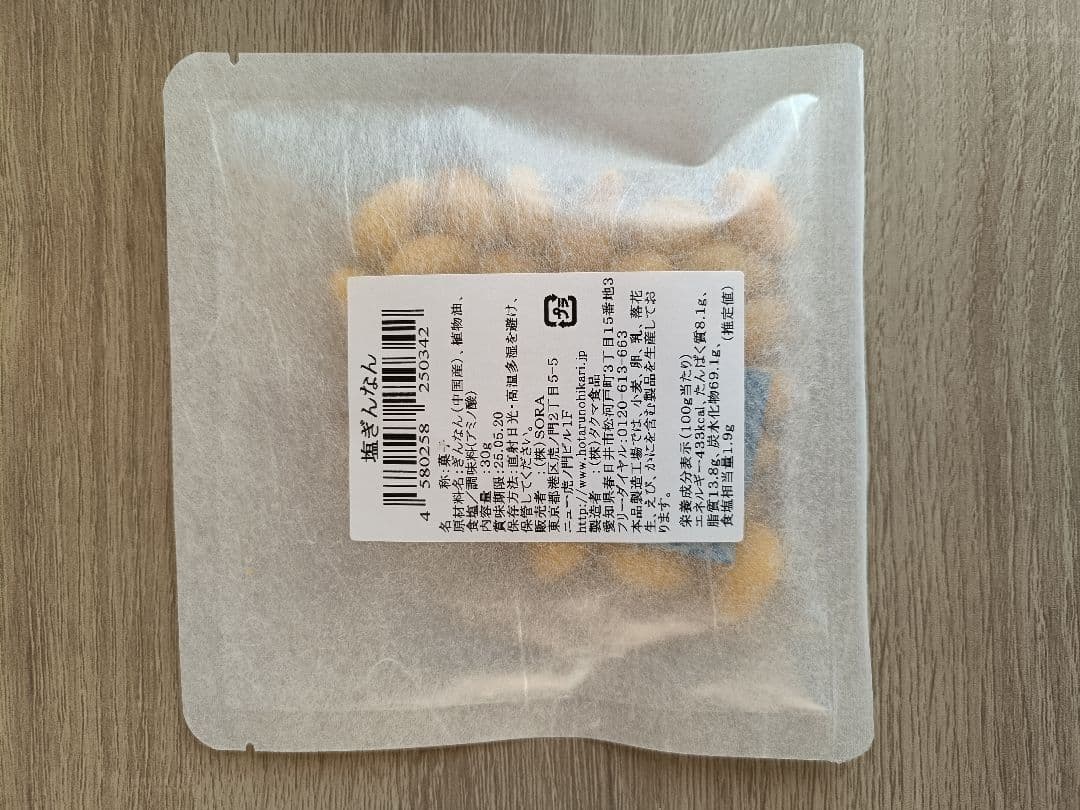 塩ぎんなん
4 580258 250342
名　　称:菓子
原材料名:ぎんなん(中国産)、植物油、
食塩/調味料(アミノ酸)
内容量　:30g
賞味期限:25.05.20
保存方法:直射日光・高温多湿を避け、
保管してください。
販売者　:(株)SORA
東京都港区虎ノ門2丁目5-5
ニュー虎ノ門ビル1F
http://www.hotarunohikari.jp
プラ
製造者　:(株)タクマ食品
愛知県春日井市松河戸町3丁目15番地3
フリーダイヤル:0120-613-663
本品製造工場では、小麦、卵、乳、落花
生、えび、かにを含む製品を生産してお
ります。
栄養成分表示(100g当たり)
エネルギー433kcal、たんぱく質8.1g、
脂質13.8g、炭水化物69.1g、
食塩相当量1.9g　　(推定値)